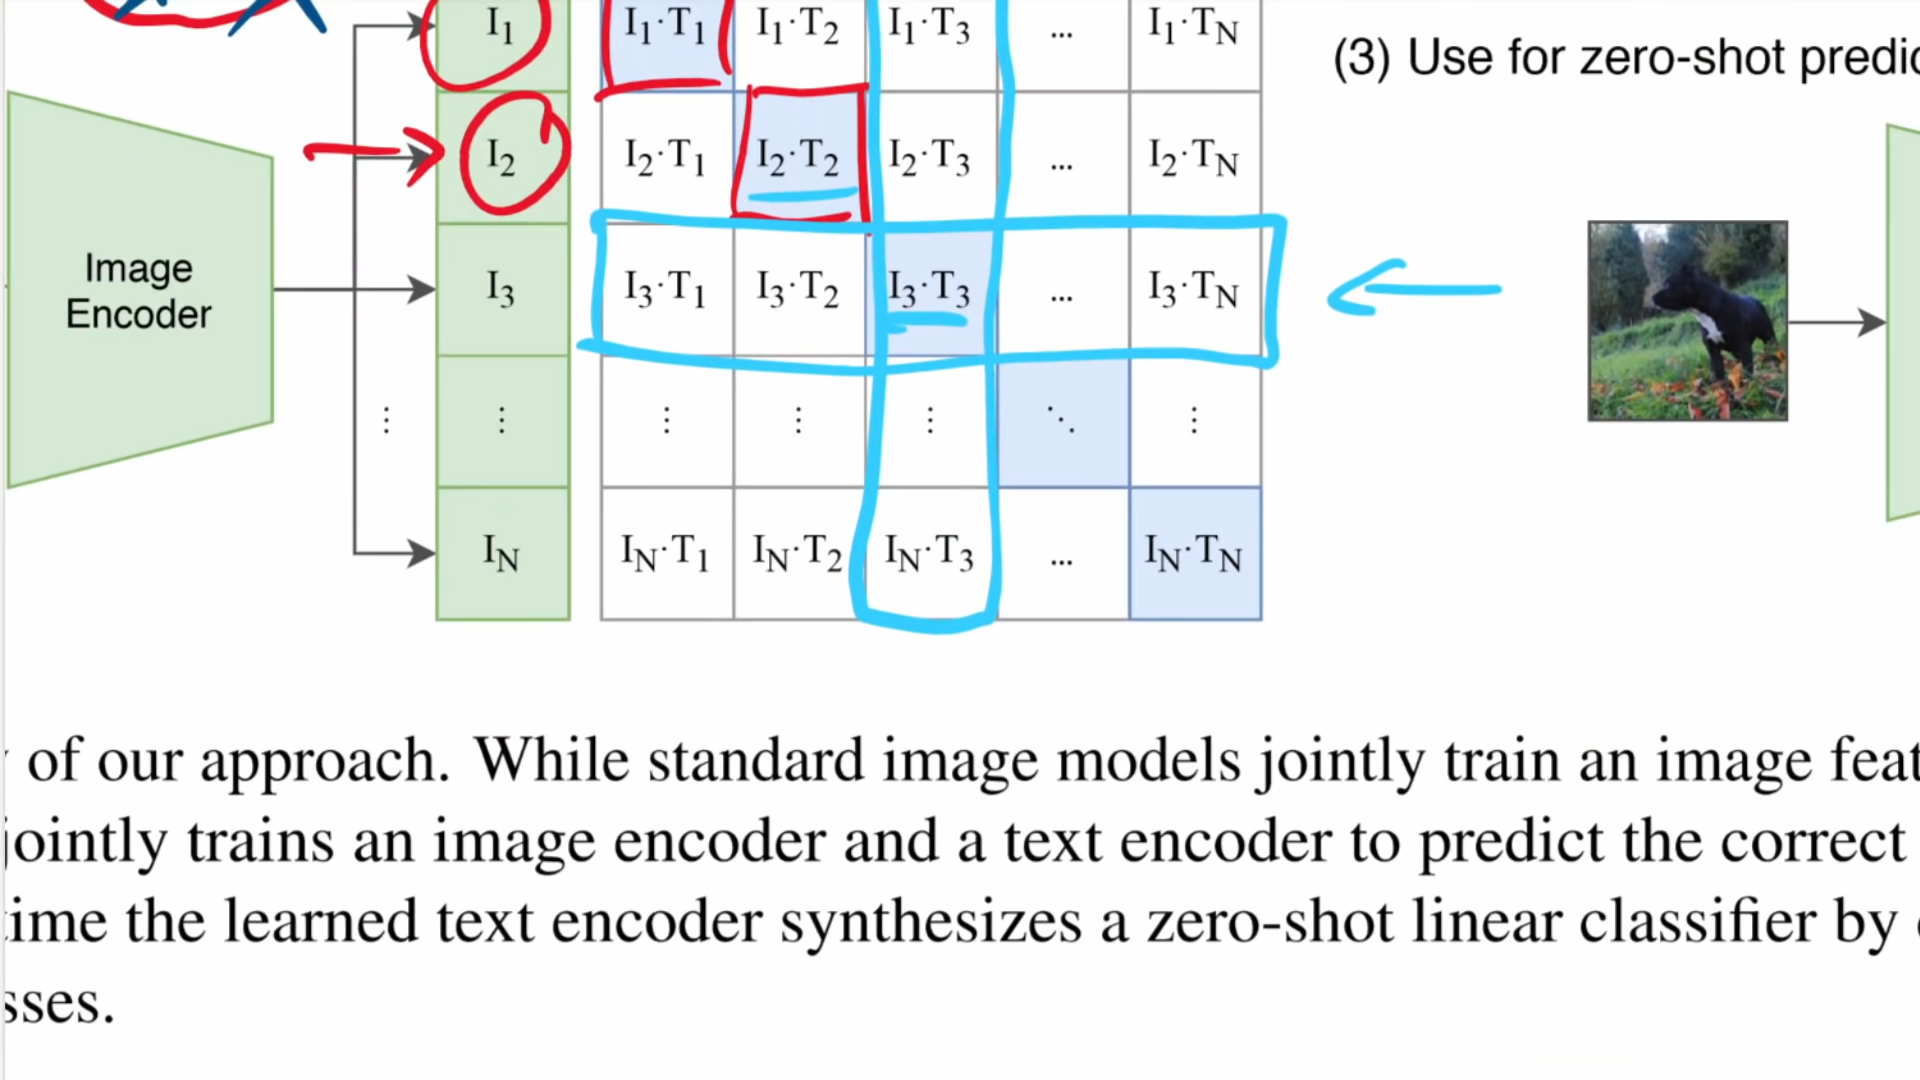 I1 I1·T1 I1·T2 I1·T3 ... I1·TN
(3) Use for zero-shot
I2 I2·T1 I2·T2 I2·T3 ... I2·TN
Image
Encoder
I3 I3·T1 I3·T2 I3·T3 ... I3·TN
⋮ ⋮ ⋮ ⋮ ⋮ ⋱ ⋮
IN IN·T1 IN·T2 IN·T3 ... IN·TN
of our approach. While standard image models jointly train an image
jointly trains an image encoder and a text encoder to predict the correct
time the learned text encoder synthesizes a zero-shot linear classifier by